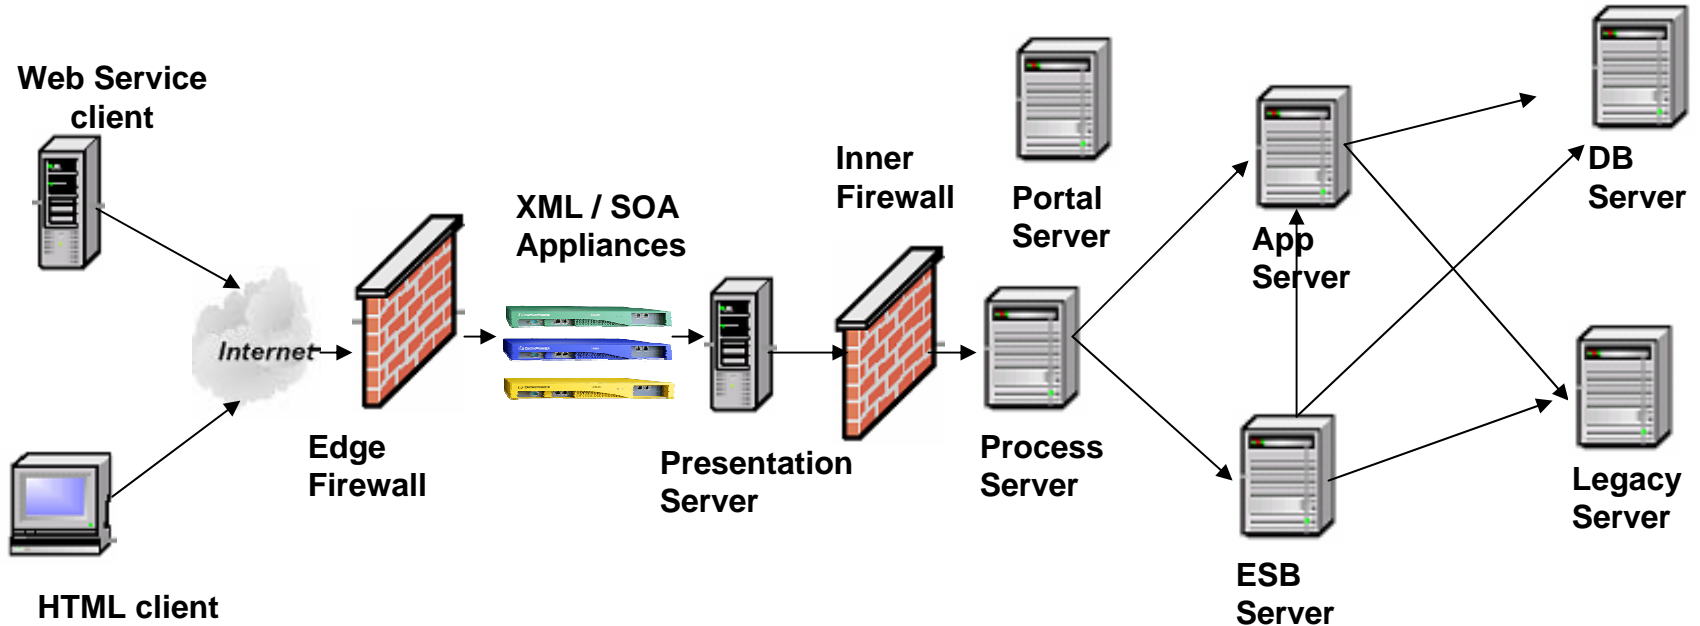 Web Service
client
HTML client
Internet
Edge
Firewall
XML / SOA
Appliances
Presentation
Server
Inner
Firewall
Portal
Server
Process
Server
App
Server
ESB
Server
DB
Server
Legacy
Server